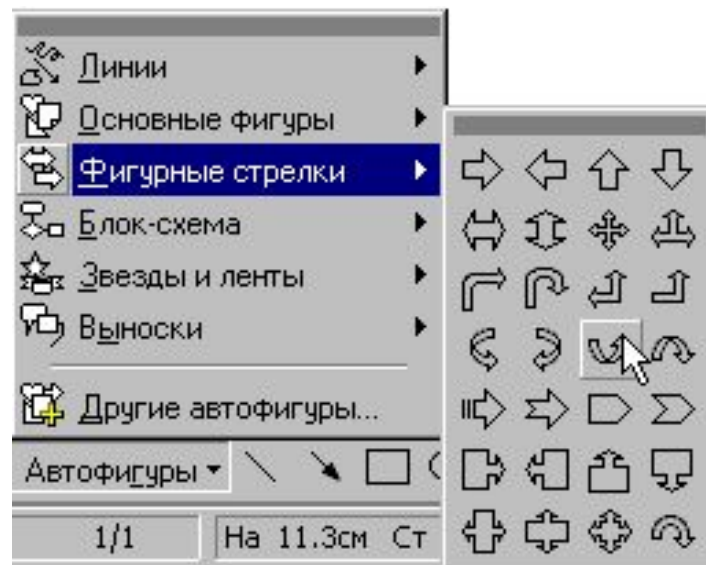 Линии
Основные фигуры
Фигурные стрелки
Блок-схема
Звезды и ленты
Выноски
Другие автофигуры...
Автофигуры
1/1 На 11.3см Ст